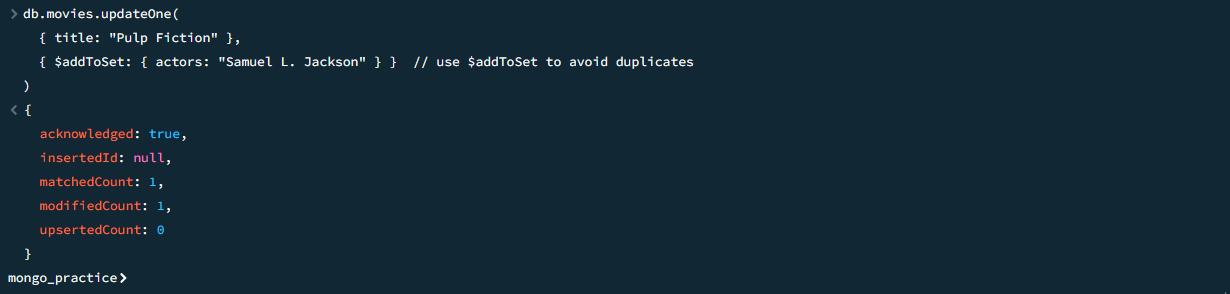 > db.movies.updateOne(
{ title: "Pulp Fiction" },
{ $addToSet: { actors: "Samuel L. Jackson" } }  // use $addToSet to avoid duplicates
)
< {
acknowledged: true,
insertedId: null,
matchedCount: 1,
modifiedCount: 1,
upsertedCount: 0
}
mongo_practice>